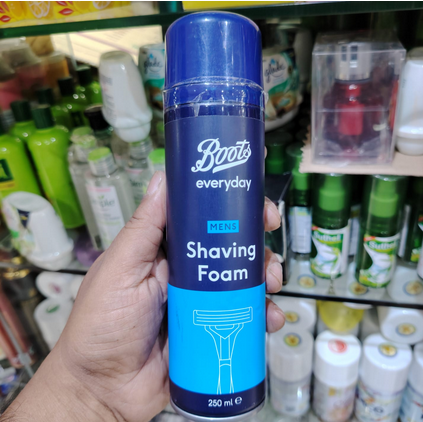 Boots
everyday
MENS
Shaving
Foam
250 ml e